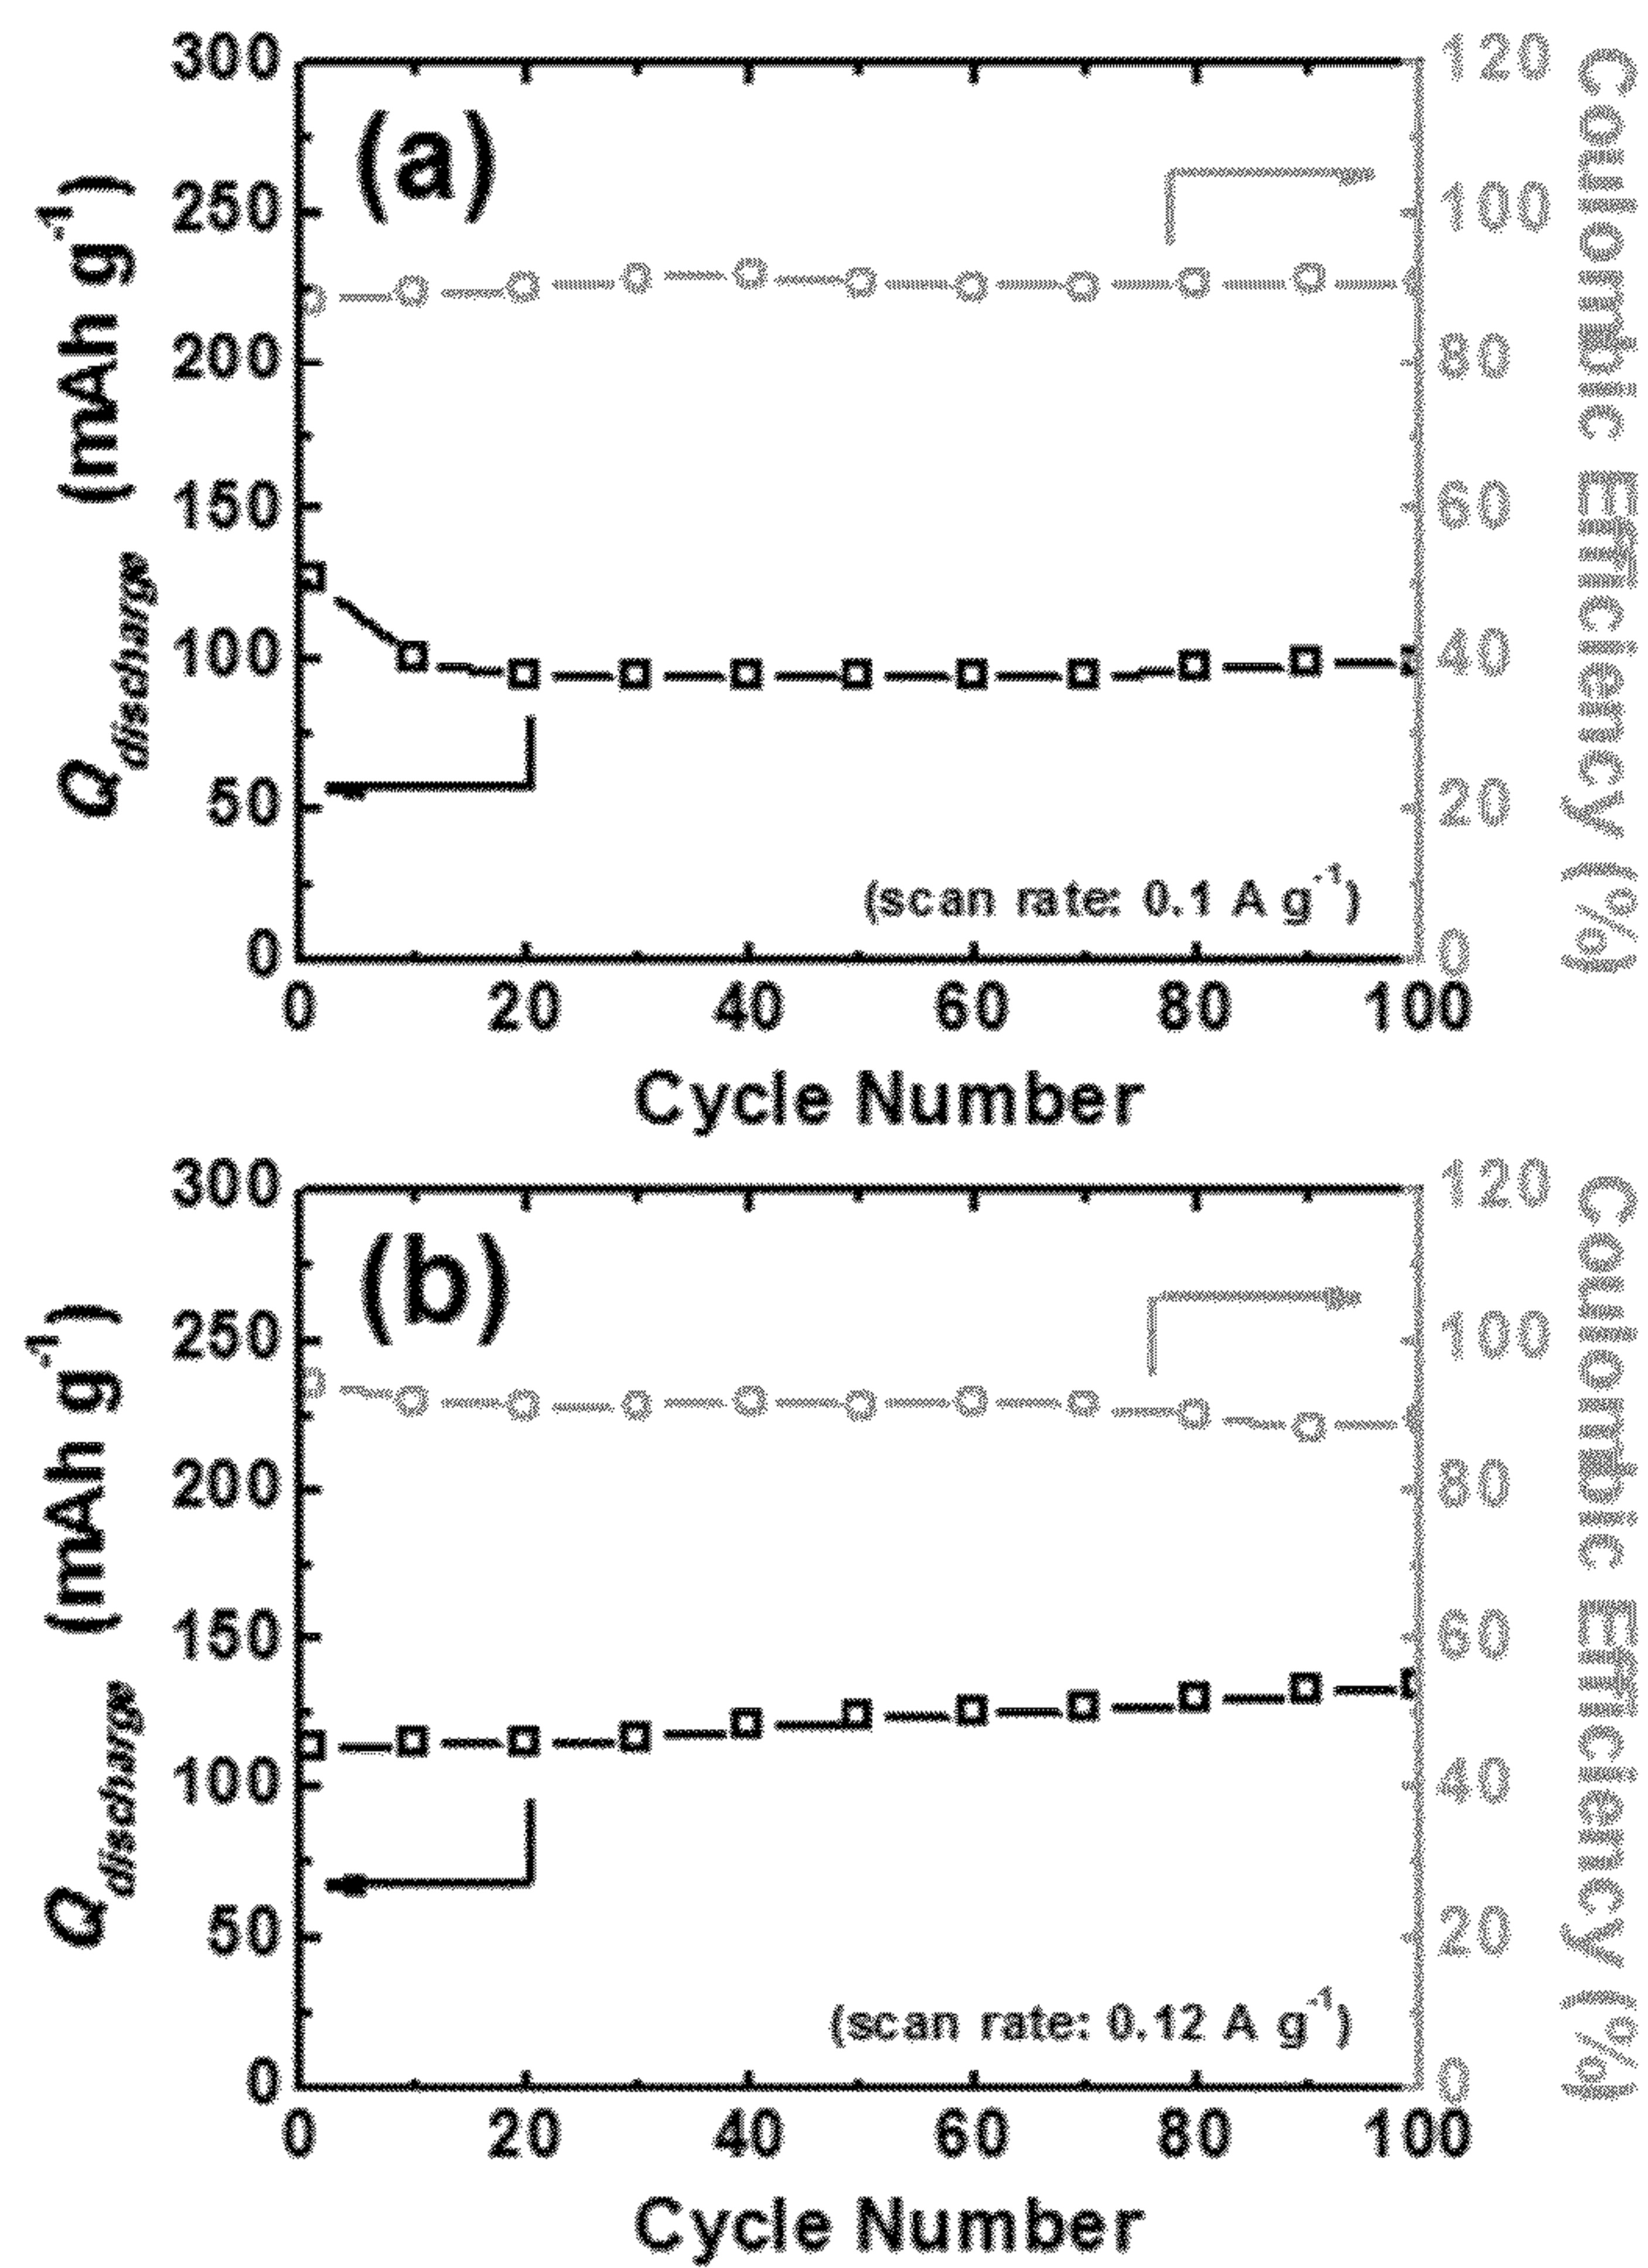 300
250
200
150
100
50
0
Qdischarge (mAh g-1)
(a)
120
100
80
60
40
20
0
Coulombic Efficiency (%)
(scan rate: 0.1 A g-1)
0 20 40 60 80 100
Cycle Number
300
250
200
150
100
50
0
Qdischarge (mAh g-1)
(b)
120
100
80
60
40
20
0
Coulombic Efficiency (%)
(scan rate: 0.12 A g-1)
0 20 40 60 80 100
Cycle Number